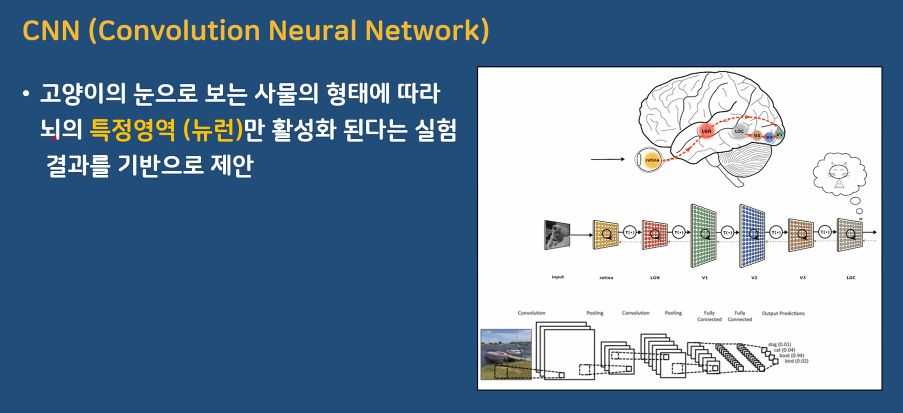 CNN (Convolution Neural Network)
• 고양이의 눈으로 보는 사물의 형태에 따라
뇌의 특정영역 (뉴런)만 활성화 된다는 실험
결과를 기반으로 제안
LGN
LOC
V3
V2
V1
retina
T(•) T(•) T(•) T(•) T(•) T(•)
input retina LGN V1 V2 V3 LOC
Convolution Pooling Convolution Pooling Fully Connected Fully Connected Output Predictions
dog (0.01)
cat (0.04)
boat (0.94)
bird (0.02)